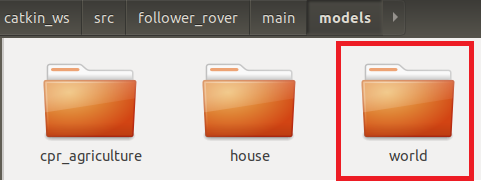 catkin_ws src follower_rover main models
cpr_agriculture house world